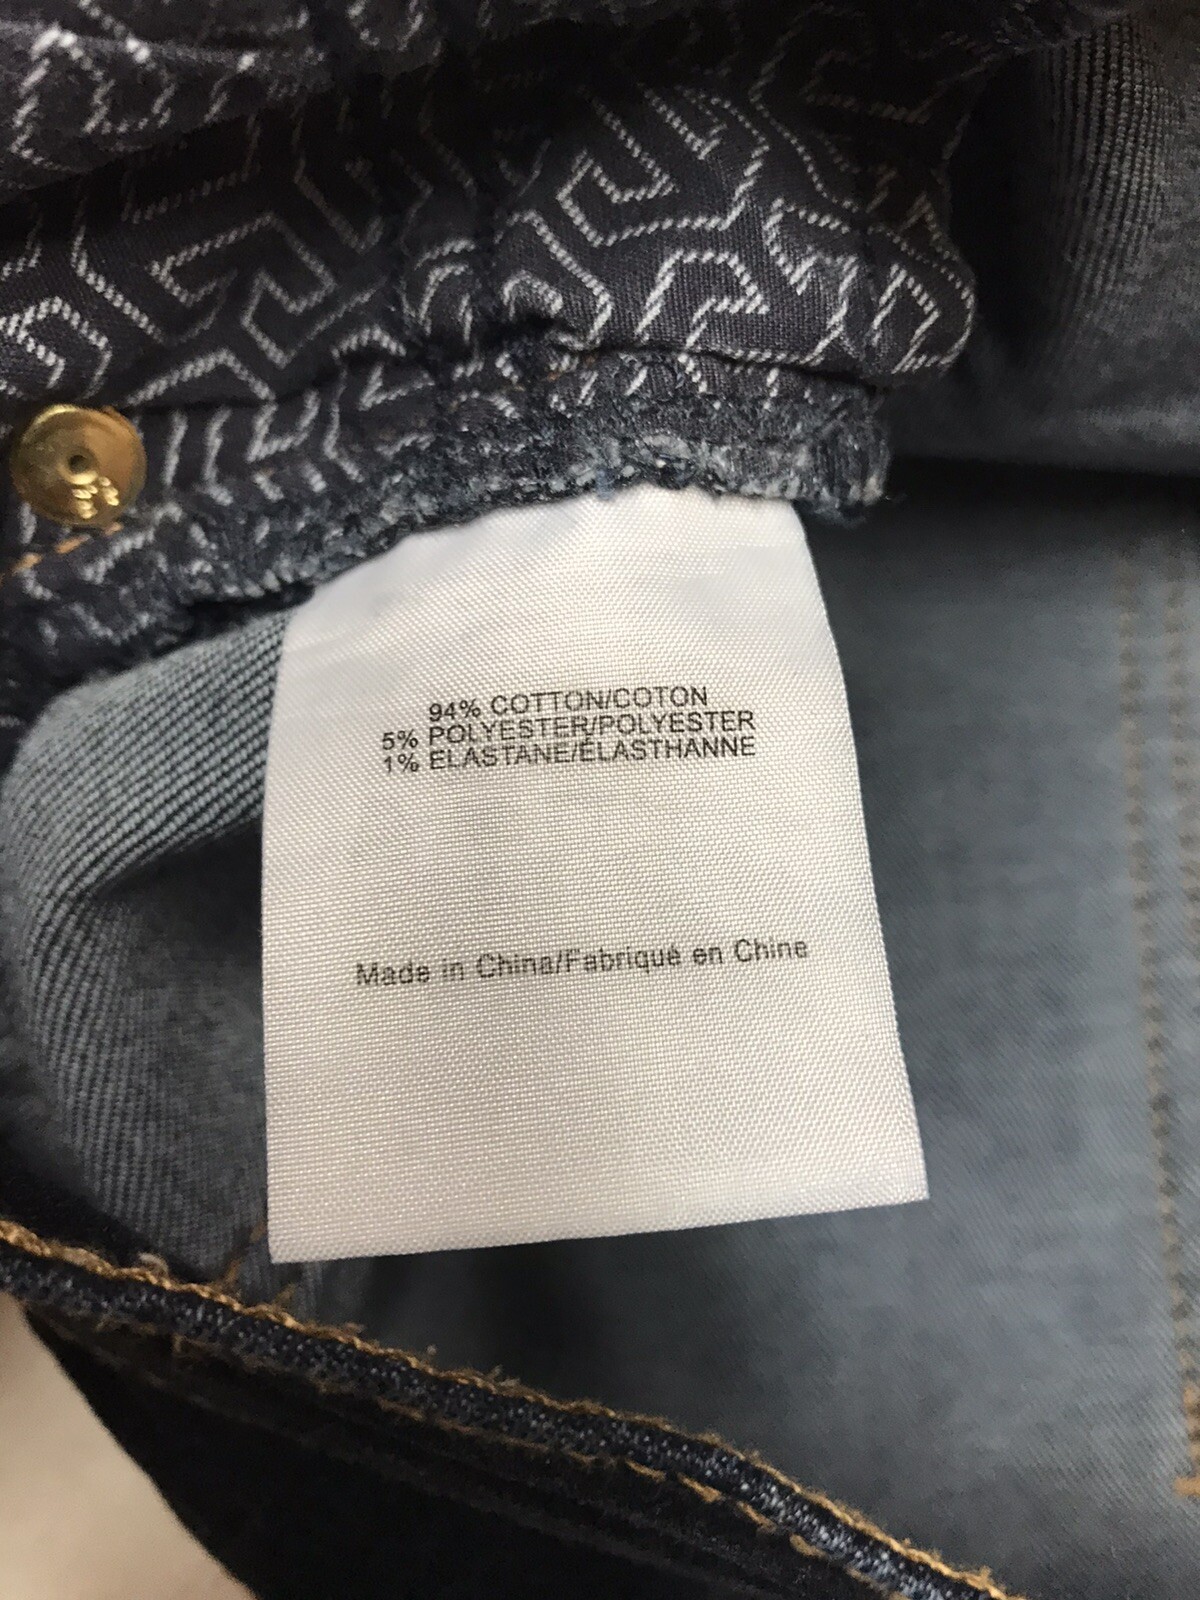 94% COTTON/COTON
5% POLYESTER/POLYESTER
1% ELASTANE/ÉLASTHANNE
Made in China/Fabriqué en Chine